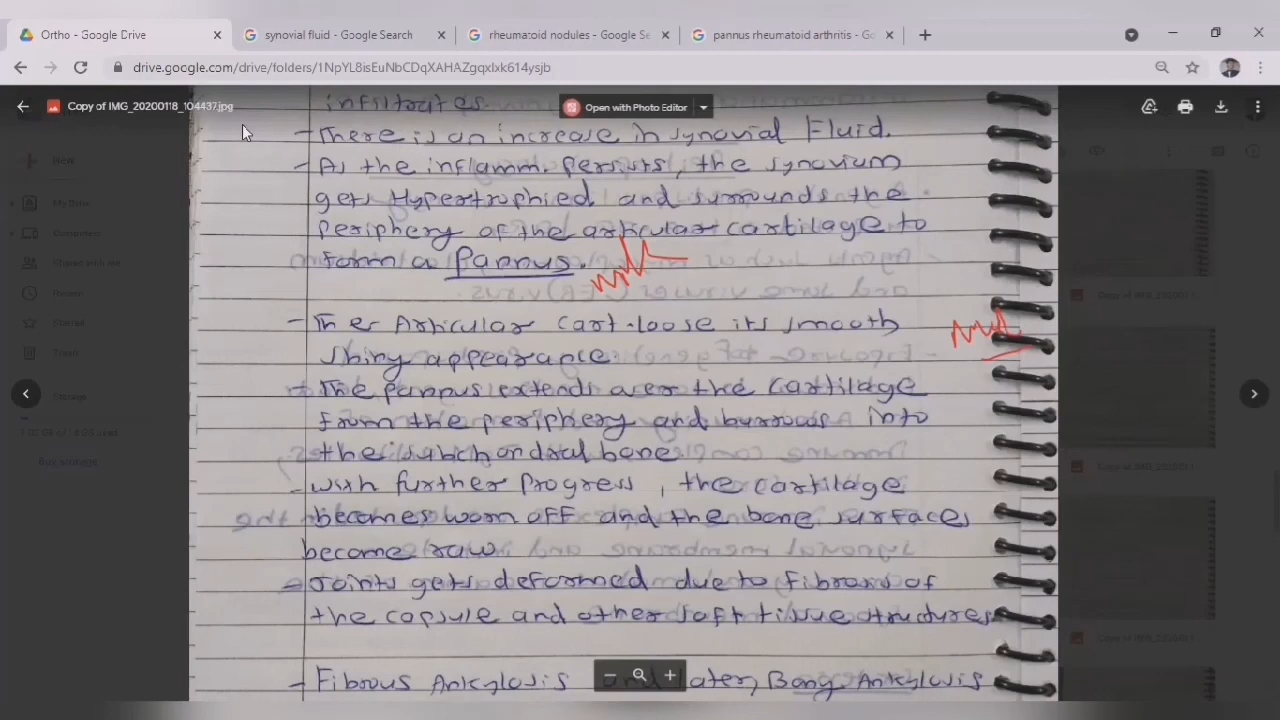 Ortho - Google Drive
synovial fluid - Google Search
rheumatoid nodules - Google Se
pannus rheumatoid arthritis - Go
drive.google.com/drive/folders/1NpYL8isEuNbCDqXAHAZgqxlxk614ysjb
Copy of IMG_20200118_104437.jpg
Open with Photo Editor
infiltrates.
- There is an increase in synovial Fluid.
- As the inflamm. persists, the synovium
gets Hypertrophied and surrounds the
periphery of the articular cartilage to
form a Pannus.
- Articular cart. loose its smooth
shiny appearance
- The pannus extends over the cartilage
from the periphery and burrows into
the bone
- with further Progress, the cartilage
becomes worn off and the bone surfaces
become raw
- Joints gets deformed due to fibrosis of
the capsule and other soft tissue structures
- Fibrous Ankylosis and later, Bony Ankylosis